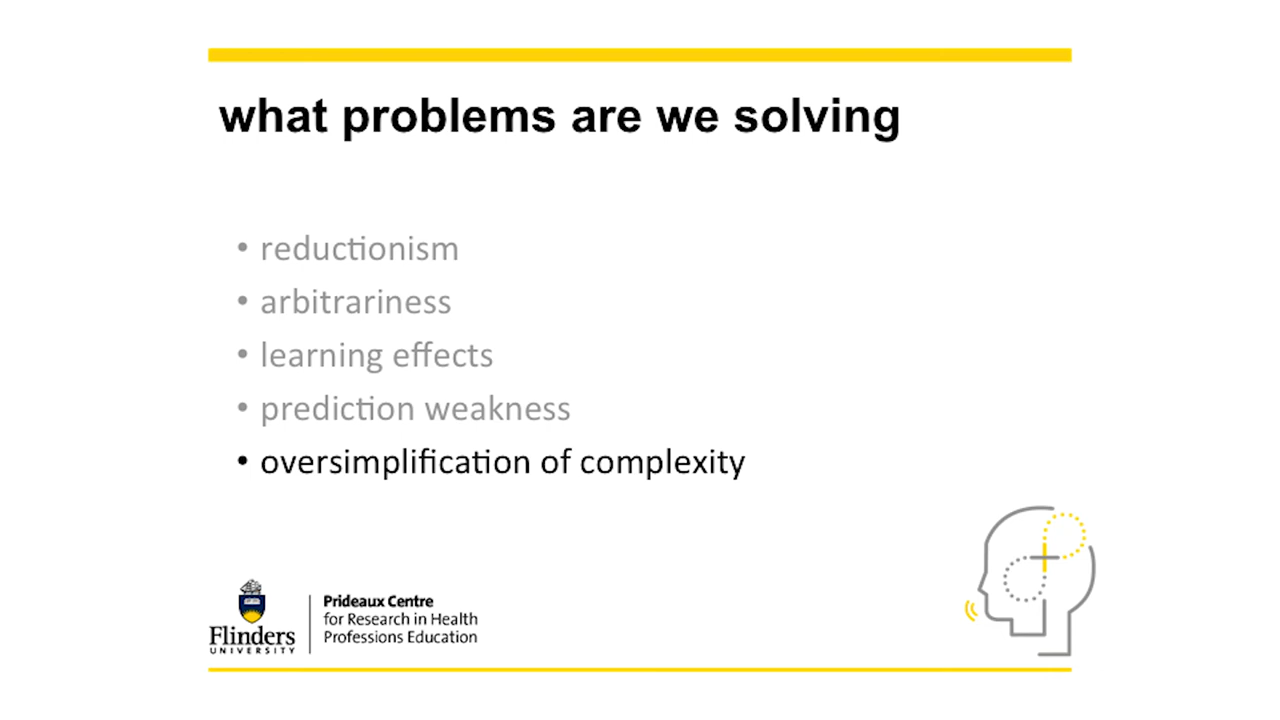 what problems are we solving
• reductionism
• arbitrariness
• learning effects
• prediction weakness
• oversimplification of complexity
Flinders
UNIVERSITY
Prideaux Centre
for Research in Health
Professions Education